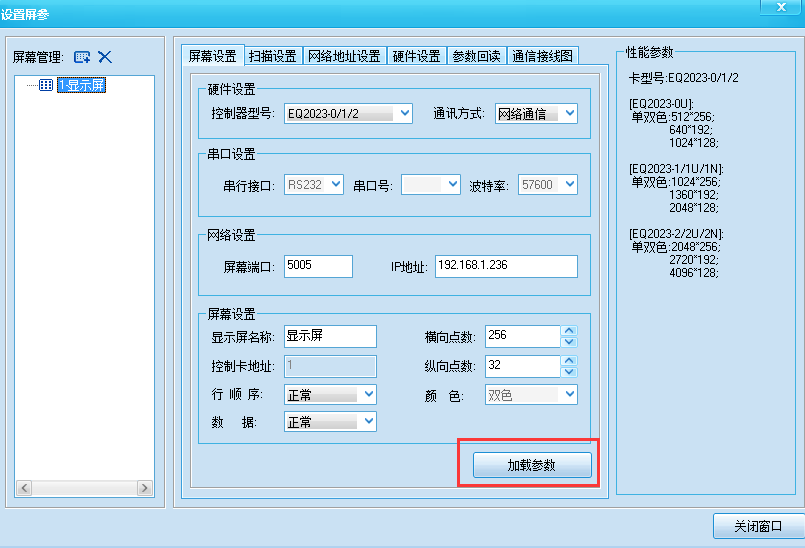 设置屏参
屏幕管理:
1显示屏
屏幕设置 扫描设置 网络地址设置 硬件设置 参数回读 通信接线图
硬件设置
控制器型号: EQ2023-0/1/2 通讯方式: 网络通信
串口设置
串行接口: RS232 串口号: 波特率: 57600
网络设置
屏幕端口: 5005 IP地址: 192.168.1.236
屏幕设置
显示屏名称: 显示屏 横向点数: 256
控制卡地址: 1 纵向点数: 32
行 顺 序: 正常 颜 色: 双色
数 据: 正常
加载参数
性能参数
卡型号:EQ2023-0/1/2
[EQ2023-0U]:
单双色:512*256;
640*192;
1024*128;
[EQ2023-1/1U/1N]:
单双色:1024*256;
1360*192;
2048*128;
[EQ2023-2/2U/2N]:
单双色:2048*256;
2720*192;
4096*128;
关闭窗口